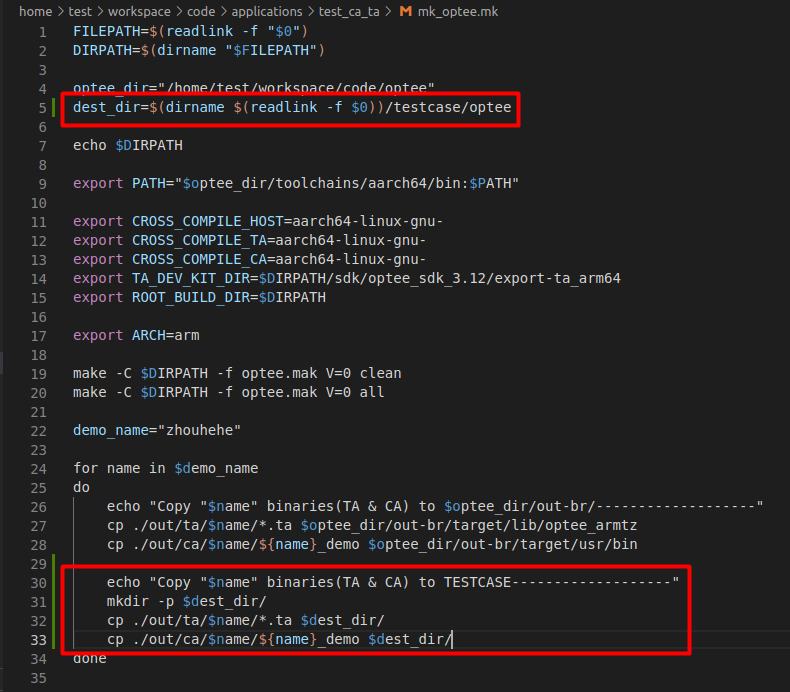 home > test > workspace > code > applications > test_ca_ta > M mk_optee.mk
1 FILEPATH=$(readlink -f "$0")
2 DIRPATH=$(dirname "$FILEPATH")
3
4 optee_dir="/home/test/workspace/code/optee"
5 dest_dir=$(dirname $(readlink -f $0))/testcase/optee
6
7 echo $DIRPATH
8
9 export PATH="$optee_dir/toolchains/aarch64/bin:$PATH"
10
11 export CROSS_COMPILE_HOST=aarch64-linux-gnu-
12 export CROSS_COMPILE_TA=aarch64-linux-gnu-
13 export CROSS_COMPILE_CA=aarch64-linux-gnu-
14 export TA_DEV_KIT_DIR=$DIRPATH/sdk/optee_sdk_3.12/export-ta_arm64
15 export ROOT_BUILD_DIR=$DIRPATH
16
17 export ARCH=arm
18
19 make -C $DIRPATH -f optee.mak V=0 clean
20 make -C $DIRPATH -f optee.mak V=0 all
21
22 demo_name="zhouhehe"
23
24 for name in $demo_name
25 do
26 echo "Copy "$name" binaries(TA & CA) to $optee_dir/out-br/-------------------"
27 cp ./out/ta/$name/*.ta $optee_dir/out-br/target/lib/optee_armtz
28 cp ./out/ca/$name/${name}_demo $optee_dir/out-br/target/usr/bin
29
30 echo "Copy "$name" binaries(TA & CA) to TESTCASE-------------------"
31 mkdir -p $dest_dir/
32 cp ./out/ta/$name/*.ta $dest_dir/
33 cp ./out/ca/$name/${name}_demo $dest_dir/
34 done
35